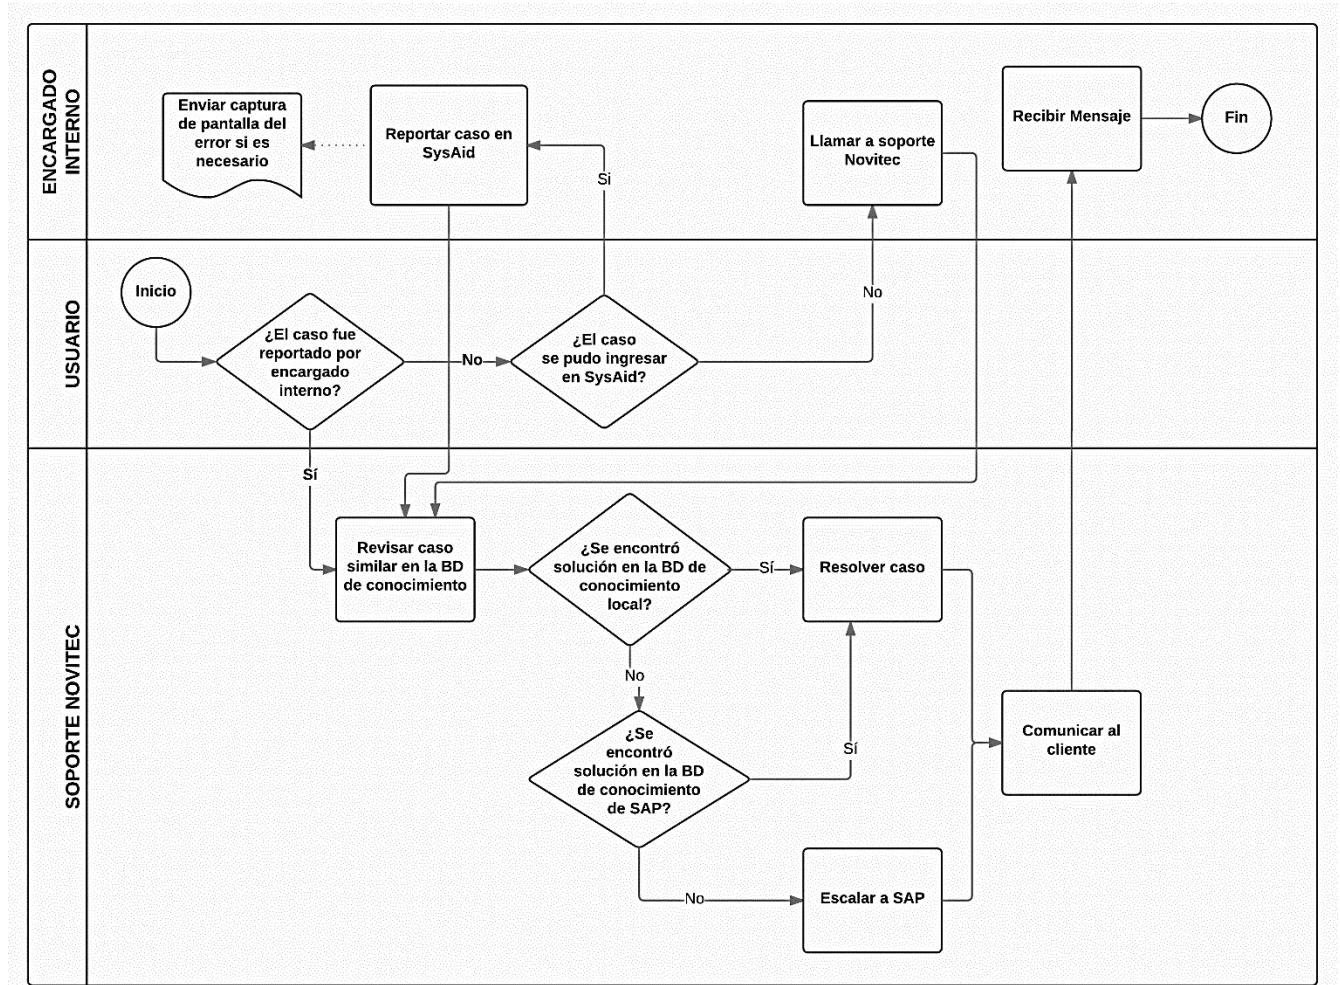 ENCARGADO
INTERNO
Enviar captura
de pantalla del
error si es
necesario
Reportar caso en
SysAid
Si
Llamar a soporte
Novitec
Recibir Mensaje
Fin
USUARIO
Inicio
¿El caso fue
reportado por
encargado
interno?
No
¿El caso
se pudo ingresar
en SysAid?
No
SOPORTE NOVITEC
Sí
Revisar caso
similar en la BD
de conocimiento
¿Se encontró
solución en la BD de
conocimiento
local?
Sí
Resolver caso
No
¿Se
encontró
solución en la BD
de conocimiento
de SAP?
Sí
Comunicar al
cliente
No
Escalar a SAP